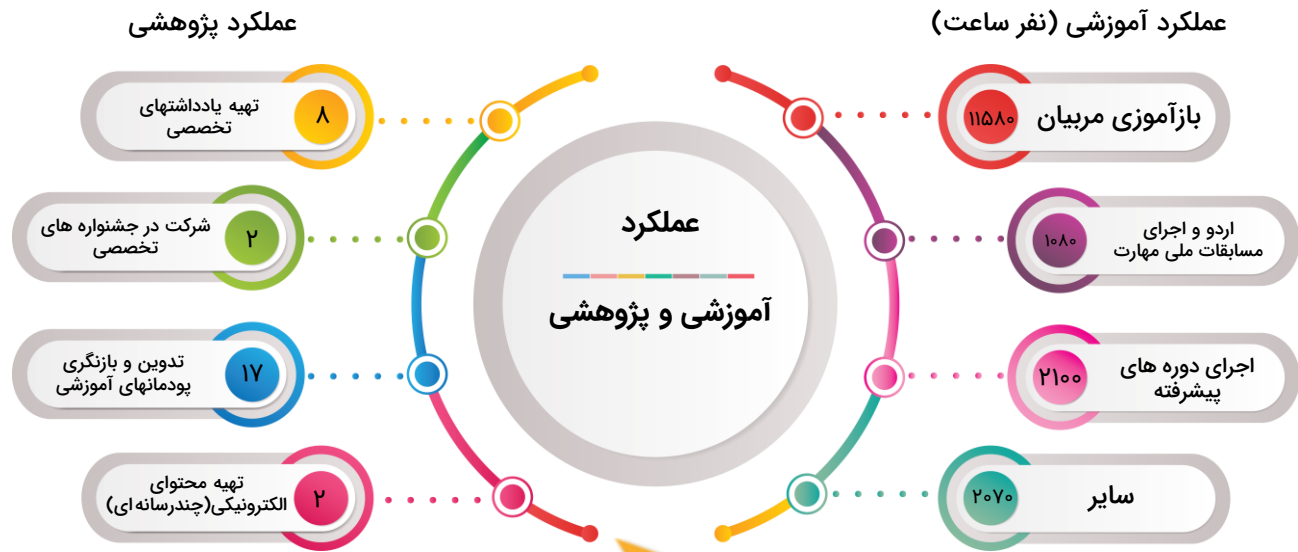 عملکرد آموزشی (نفر ساعت)
بازآموزی مربیان
۱۱۵۸۰
اردو و اجرای
مسابقات ملی مهارت
۱۰۸۰
اجرای دوره های
پیشرفته
۲۱۰۰
سایر
۲۰۷۰
عملکرد
آموزشی و پژوهشی
عملکرد پژوهشی
۸
تهیه یادداشتهای
تخصصی
۲
شرکت در جشنواره های
تخصصی
۱۷
تدوین و بازنگری
پودمانهای آموزشی
۲
تهیه محتوای
الکترونیکی(چندرسانه ای)